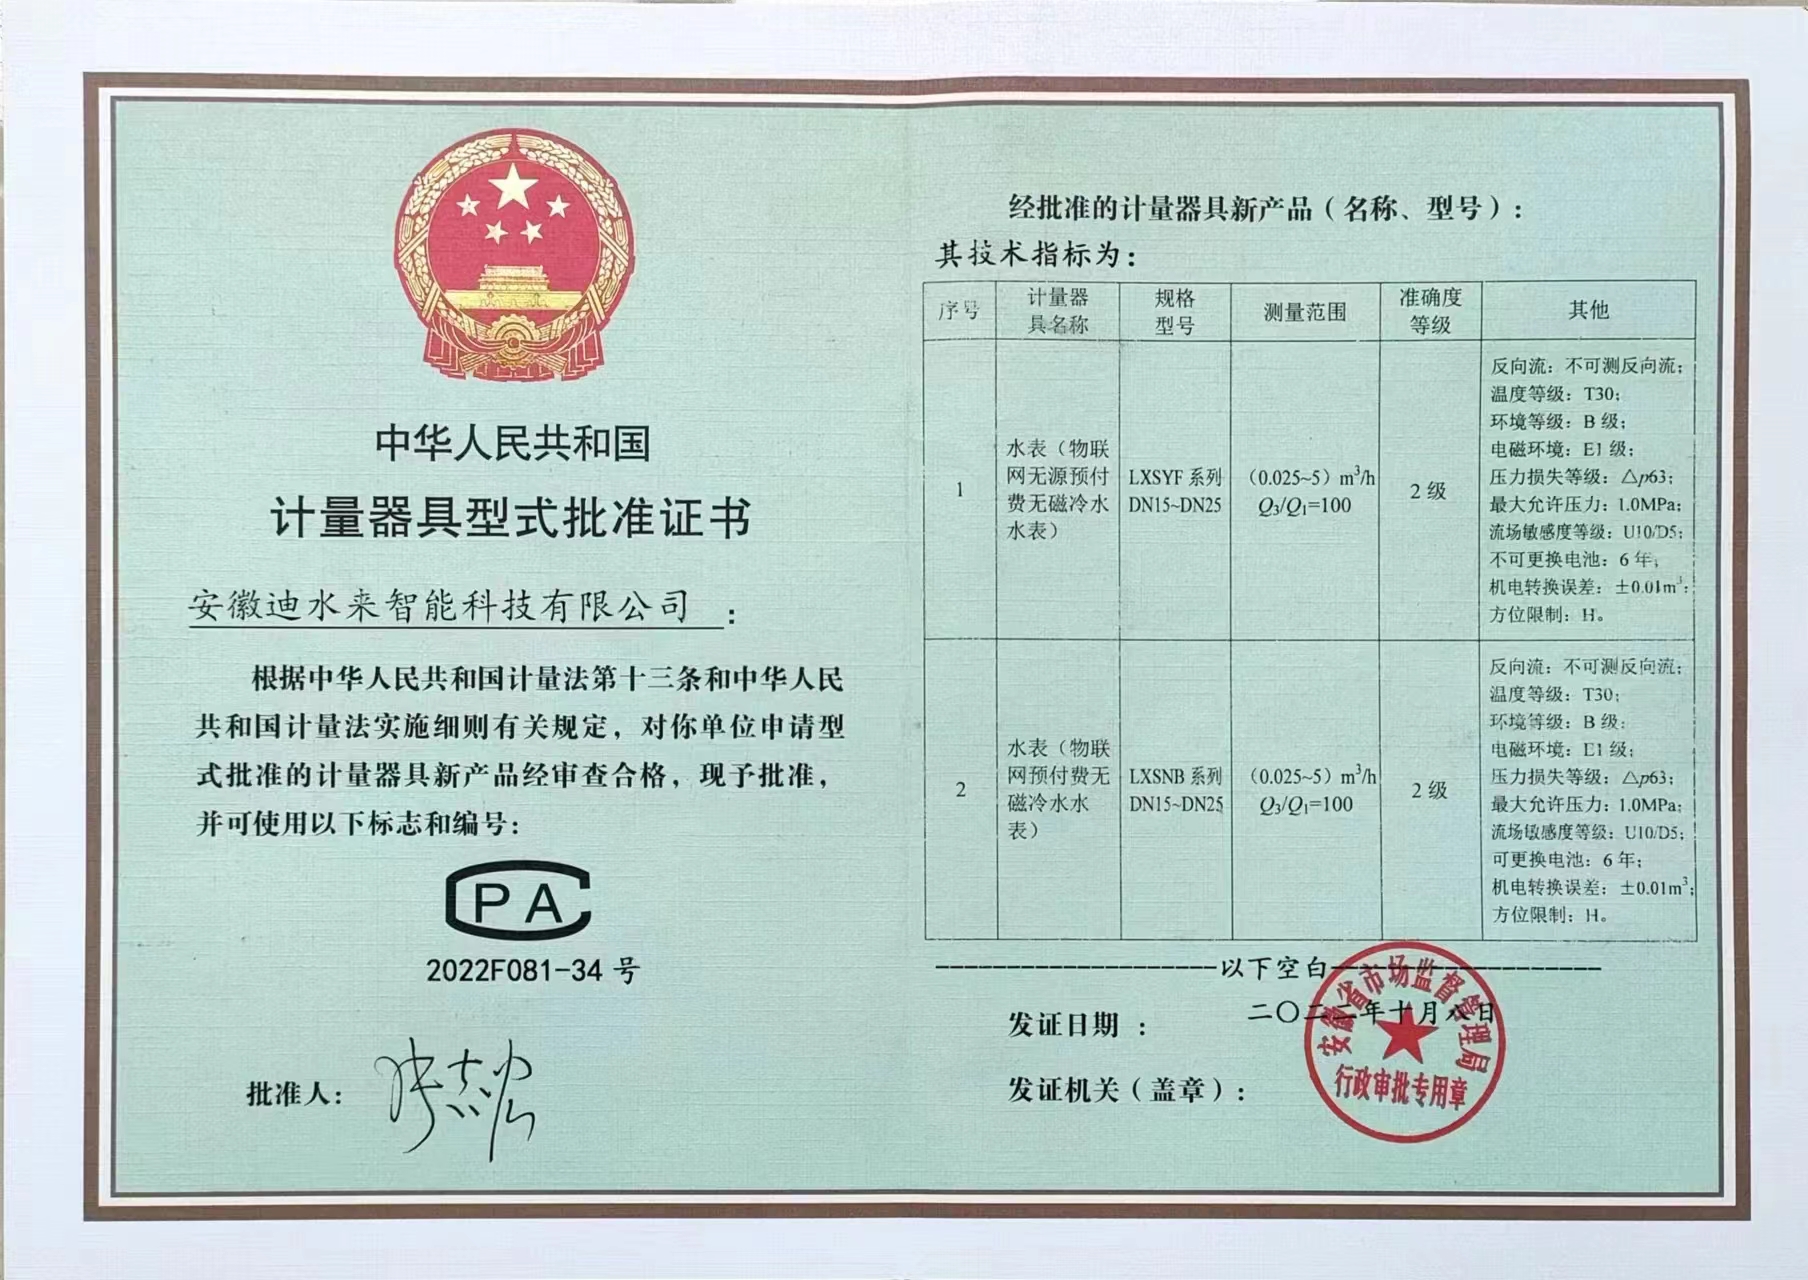 中华人民共和国
计量器具型式批准证书
安徽迪水来智能科技有限公司：
根据中华人民共和国计量法第十三条和中华人民
共和国计量法实施细则有关规定，对你单位申请型
式批准的计量器具新产品经审查合格，现予批准，
并可使用以下标志和编号：
CPA
2022F081-34 号
批准人：
经批准的计量器具新产品（名称、型号）：
其技术指标为：
序号
计量器
具名称
规格
型号
测量范围
准确度
等级
其他
1
水表（物联
网无源预付
费无磁冷水
水表）
LXSYF 系列
DN15~DN25
（0.025~5）m³/h
Q₃/Q₁=100
2 级
反向流：不可测反向流；
温度等级：T30；
环境等级：B 级；
电磁环境：E1 级；
压力损失等级：△p63；
最大允许压力：1.0MPa；
流场敏感度等级：U10/D5；
不可更换电池：6 年；
机电转换误差：±0.01m³；
方位限制：H。
2
水表（物联
网预付费无
磁冷水水
表）
LXSNB 系列
DN15~DN25
（0.025~5）m³/h
Q₃/Q₁=100
2 级
反向流：不可测反向流；
温度等级：T30；
环境等级：B 级；
电磁环境：E1 级；
压力损失等级：△p63；
最大允许压力：1.0MPa；
流场敏感度等级：U10/D5；
可更换电池：6 年；
机电转换误差：±0.01m³；
方位限制：H。
以下空白
发证日期 ：二〇二二年十月八日
发证机关（盖章）：
安徽省市场监督管理局
行政审批专用章